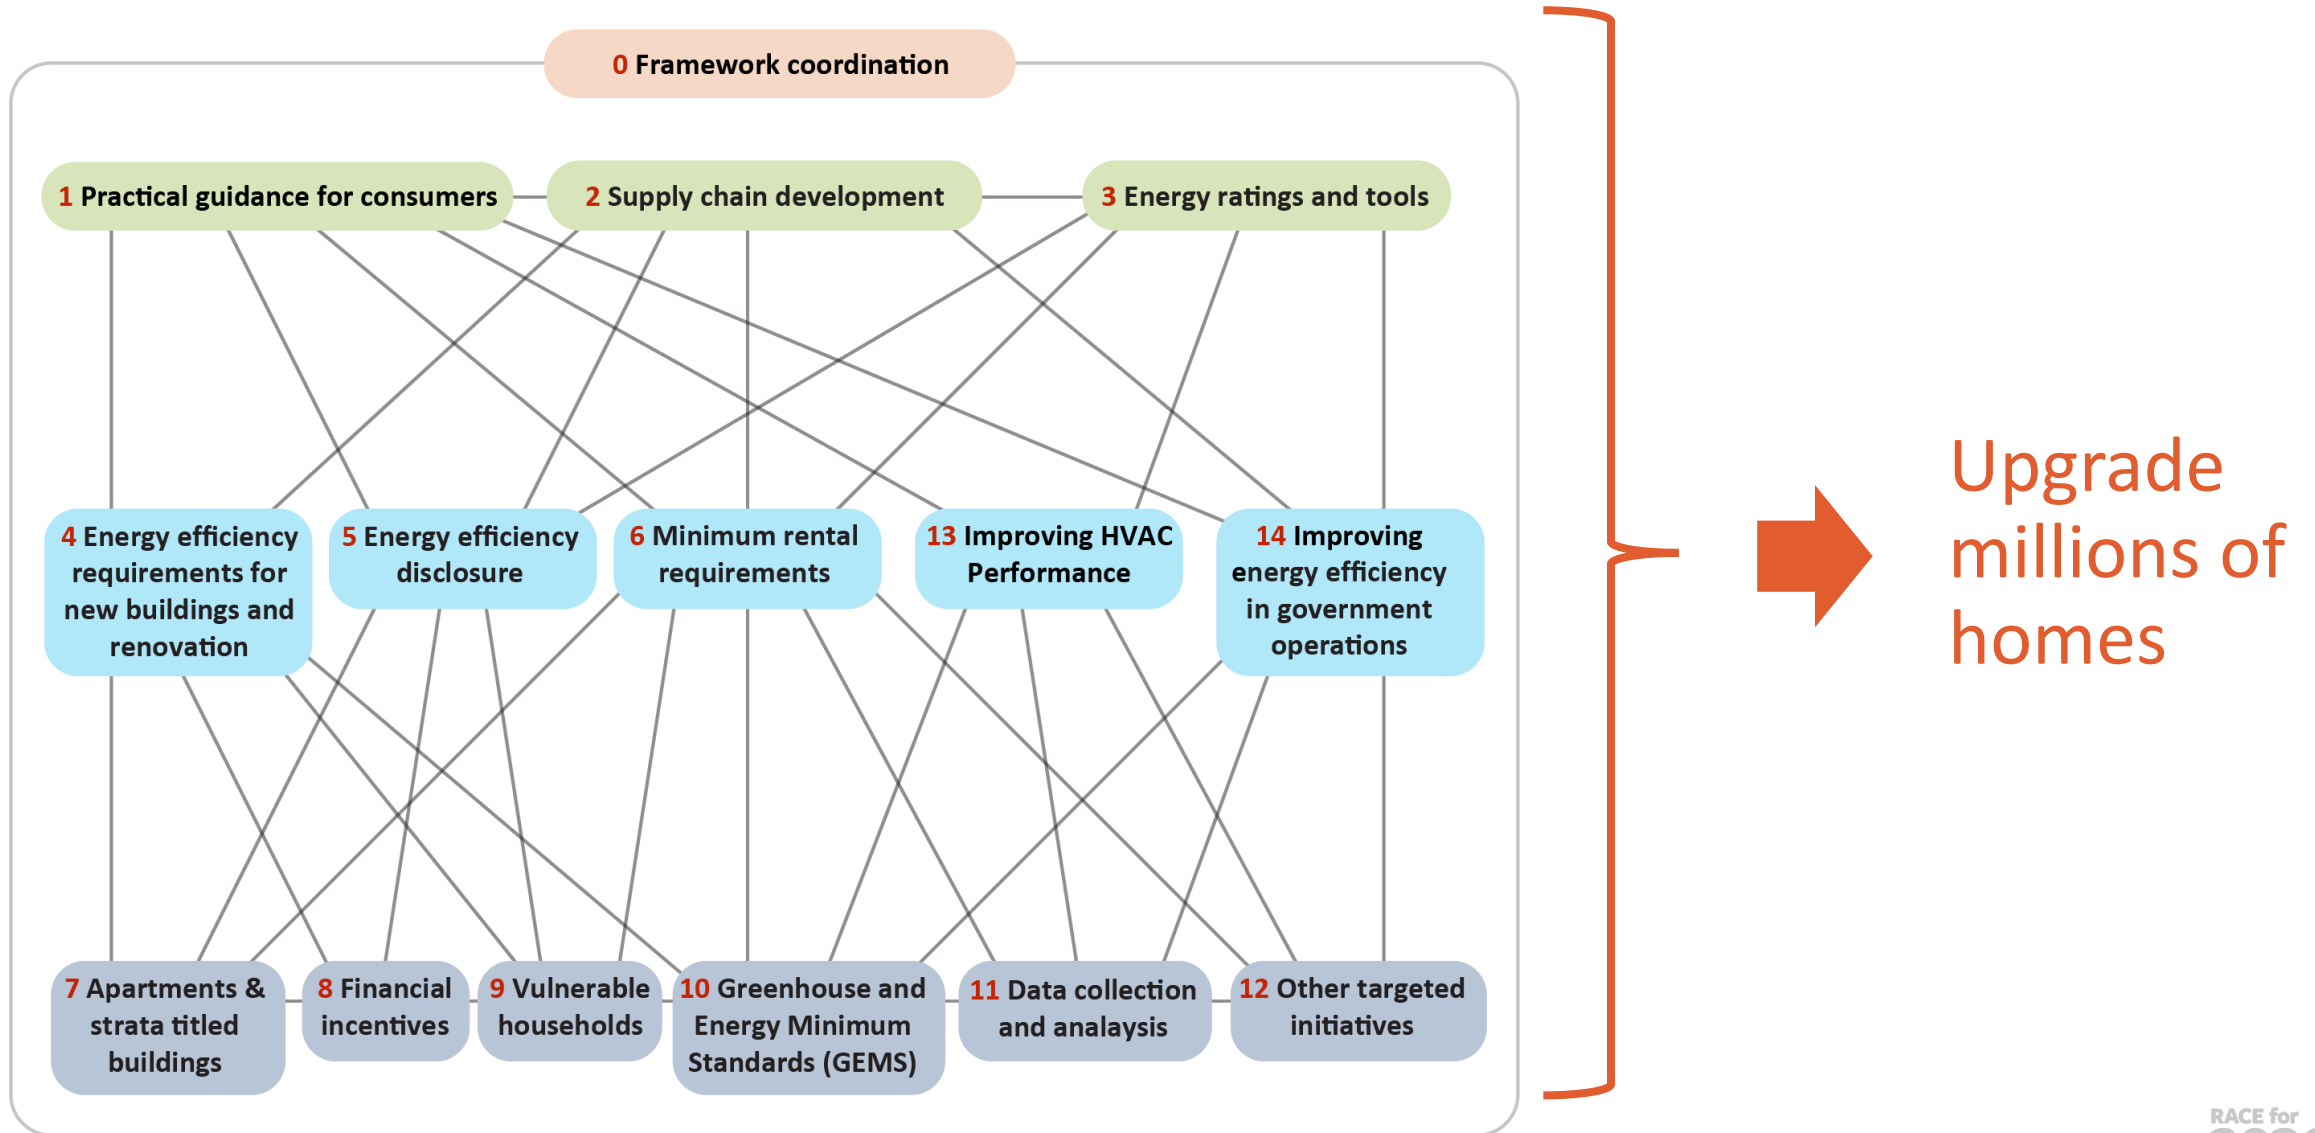 0 Framework coordination
1 Practical guidance for consumers
2 Supply chain development
3 Energy ratings and tools
4 Energy efficiency
requirements for
new buildings and
renovation
5 Energy efficiency
disclosure
6 Minimum rental
requirements
13 Improving HVAC
Performance
14 Improving
energy efficiency
in government
operations
7 Apartments &
strata titled
buildings
8 Financial
incentives
9 Vulnerable
households
10 Greenhouse and
Energy Minimum
Standards (GEMS)
11 Data collection
and analaysis
12 Other targeted
initiatives
Upgrade
millions of
homes
RACE for